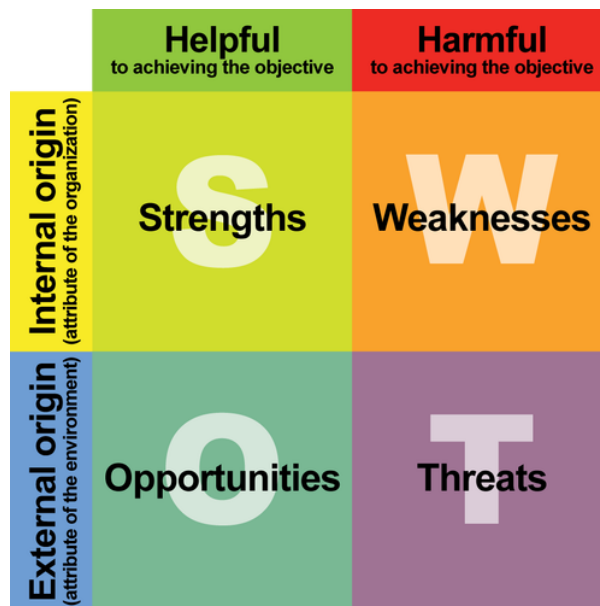 Helpful
to achieving the objective
Harmful
to achieving the objective
Internal origin
(attribute of the organization)
S
Strengths
W
Weaknesses
External origin
(attribute of the environment)
O
Opportunities
T
Threats